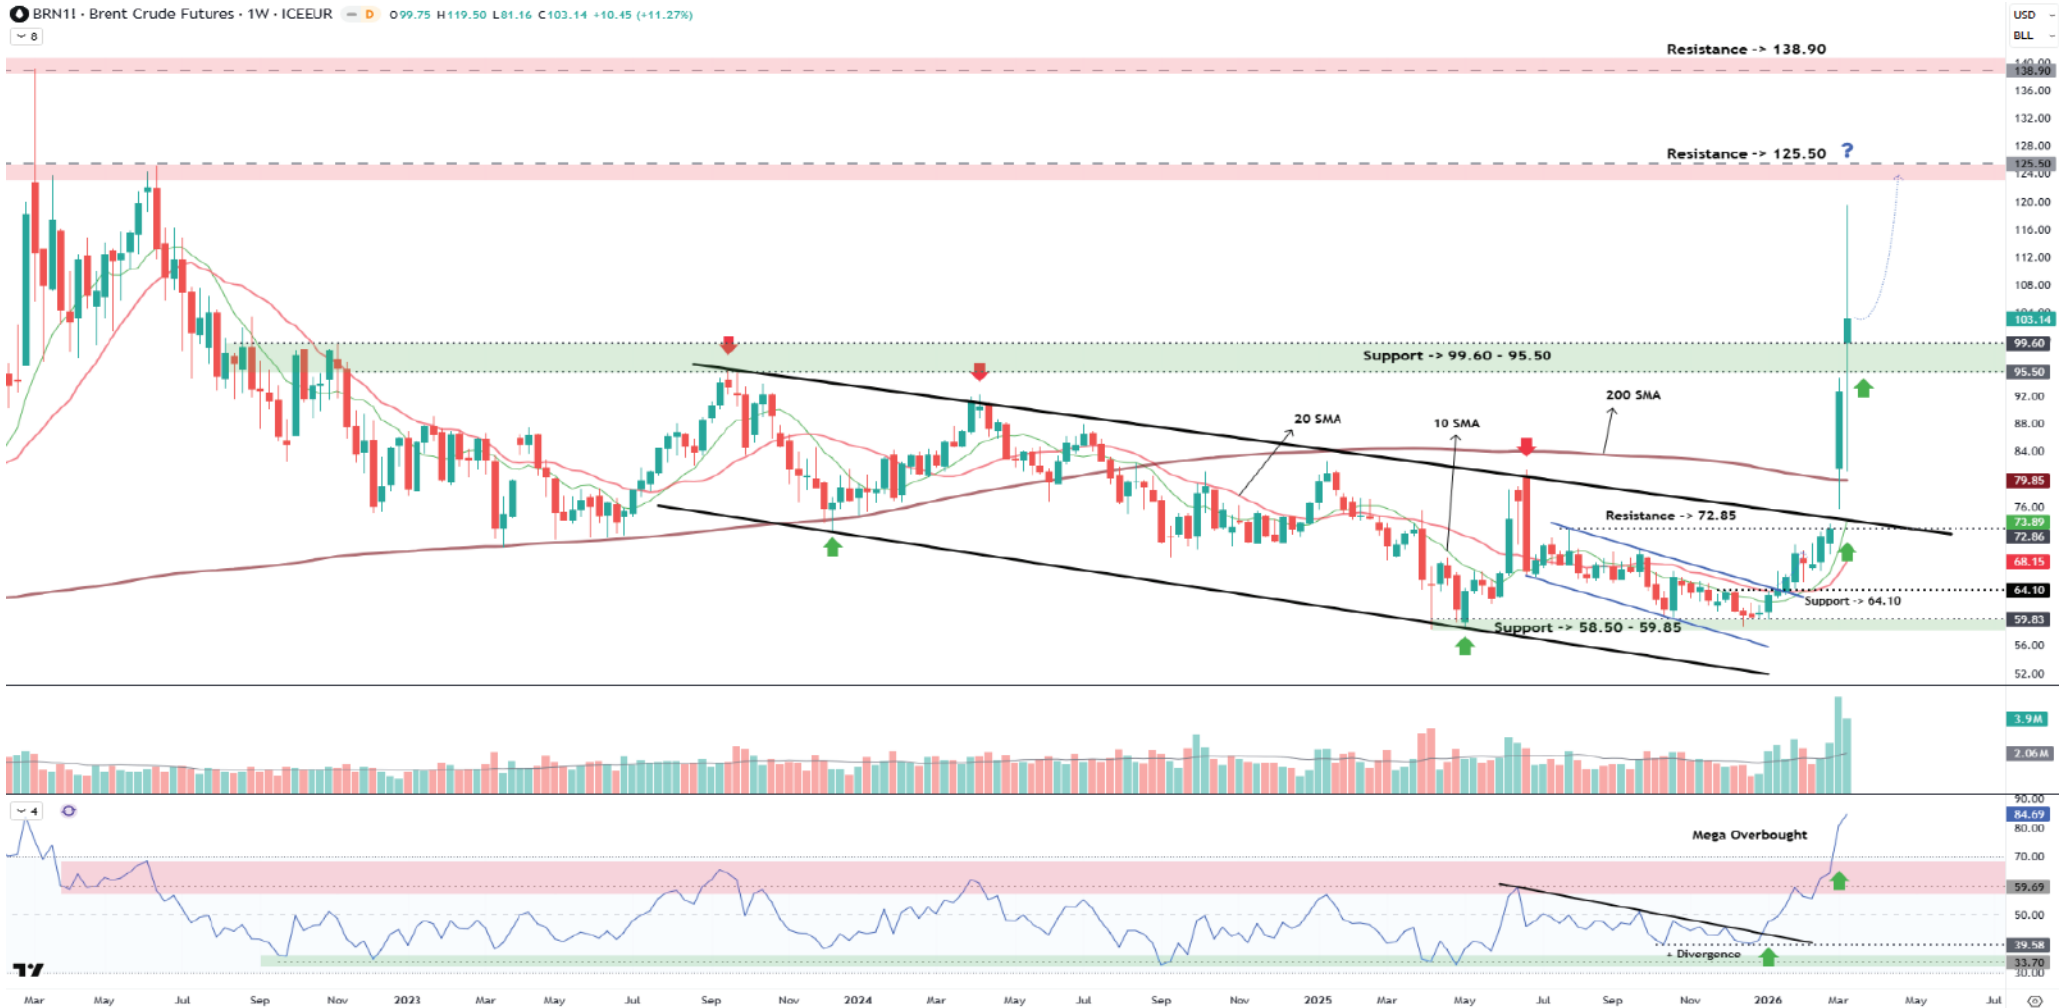 BRN1! · Brent Crude Futures · 1W · ICEEUR D O99.75 H119.50 L81.16 C103.14 +10.45 (+11.27%)
USD
BLL
8
Resistance -> 138.90
140.00
138.90
136.00
132.00
128.00
Resistance -> 125.50 ?
125.50
124.00
120.00
116.00
112.00
108.00
103.14
99.60
Support -> 99.60 - 95.50
95.50
92.00
200 SMA
20 SMA
10 SMA
88.00
84.00
79.85
76.00
Resistance -> 72.85
73.89
72.86
68.15
64.10
Support -> 64.10
59.83
Support -> 58.50 - 59.85
56.00
52.00
3.9M
2.06M
4
90.00
84.69
Mega Overbought
80.00
70.00
59.69
50.00
39.58
+ Divergence
33.70
30.00
Mar May Jul Sep Nov 2023 Mar May Jul Sep Nov 2024 Mar May Jul Sep Nov 2025 Mar May Jul Sep Nov 2026 Mar May Jul